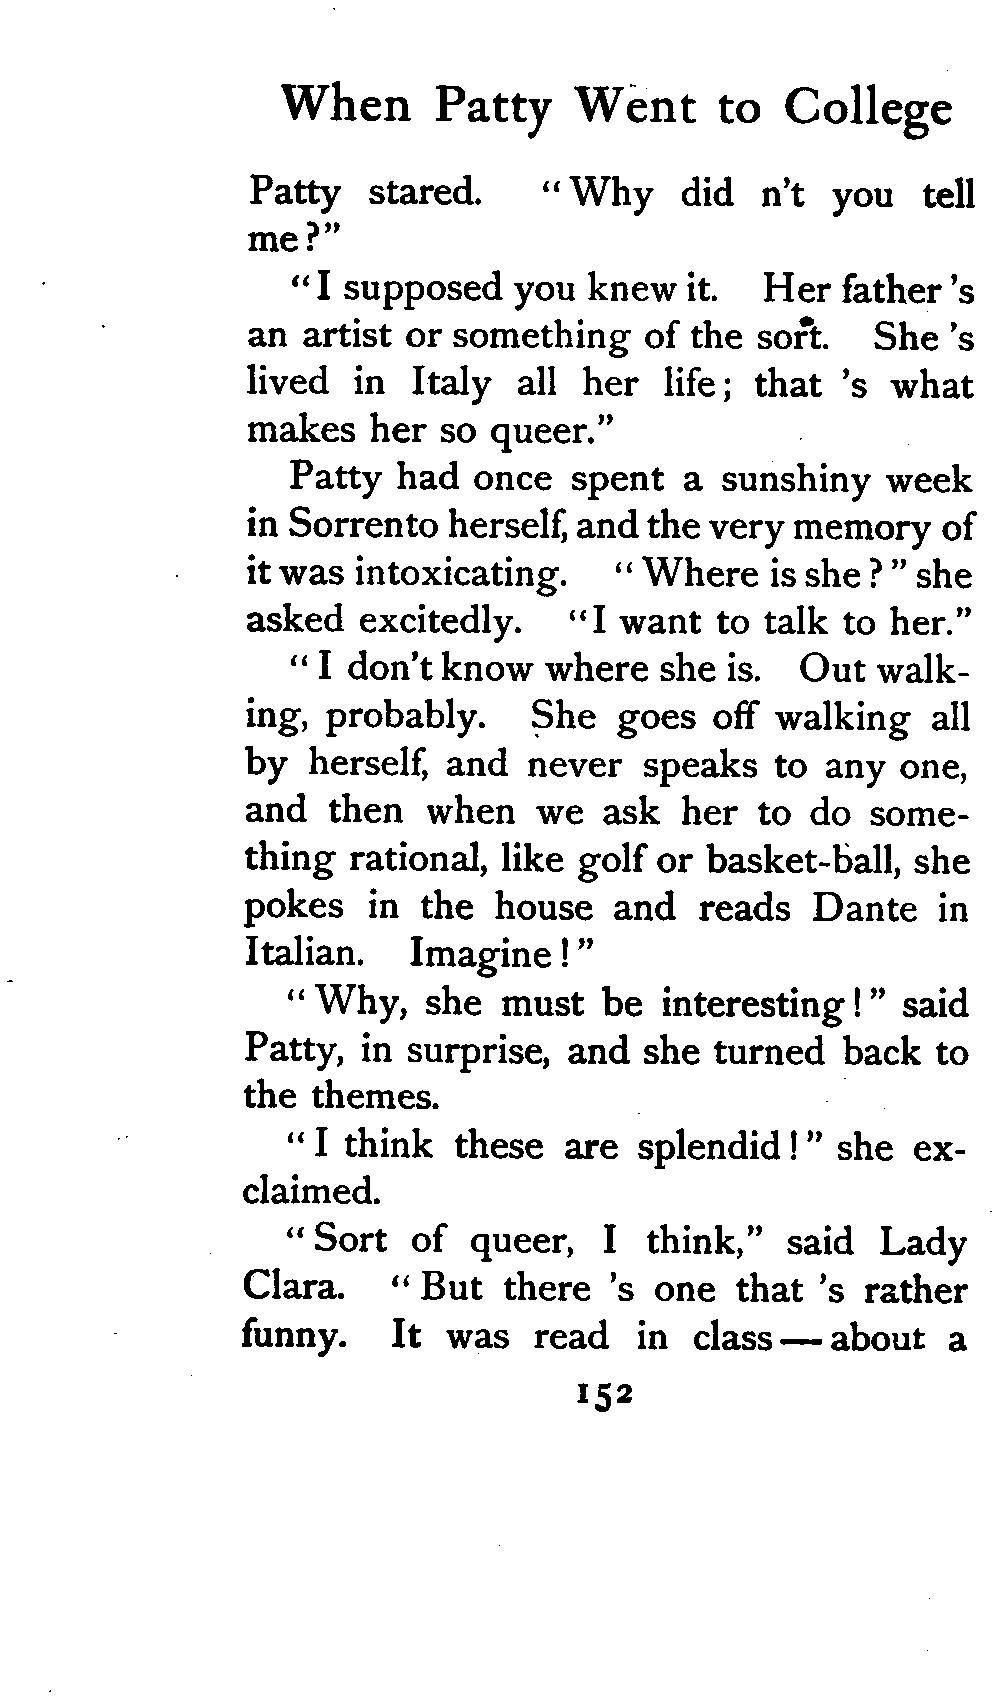 When Patty Went to College
Patty stared. "Why did n't you tell
me?"
"I supposed you knew it. Her father 's
an artist or something of the sort. She 's
lived in Italy all her life; that 's what
makes her so queer."
Patty had once spent a sunshiny week
in Sorrento herself, and the very memory of
it was intoxicating. "Where is she?" she
asked excitedly. "I want to talk to her."
"I don't know where she is. Out walk-
ing, probably. She goes off walking all
by herself, and never speaks to any one,
and then when we ask her to do some-
thing rational, like golf or basket-ball, she
pokes in the house and reads Dante in
Italian. Imagine!"
"Why, she must be interesting!" said
Patty, in surprise, and she turned back to
the themes.
"I think these are splendid!" she ex-
claimed.
"Sort of queer, I think," said Lady
Clara. "But there 's one that 's rather
funny. It was read in class—about a
152